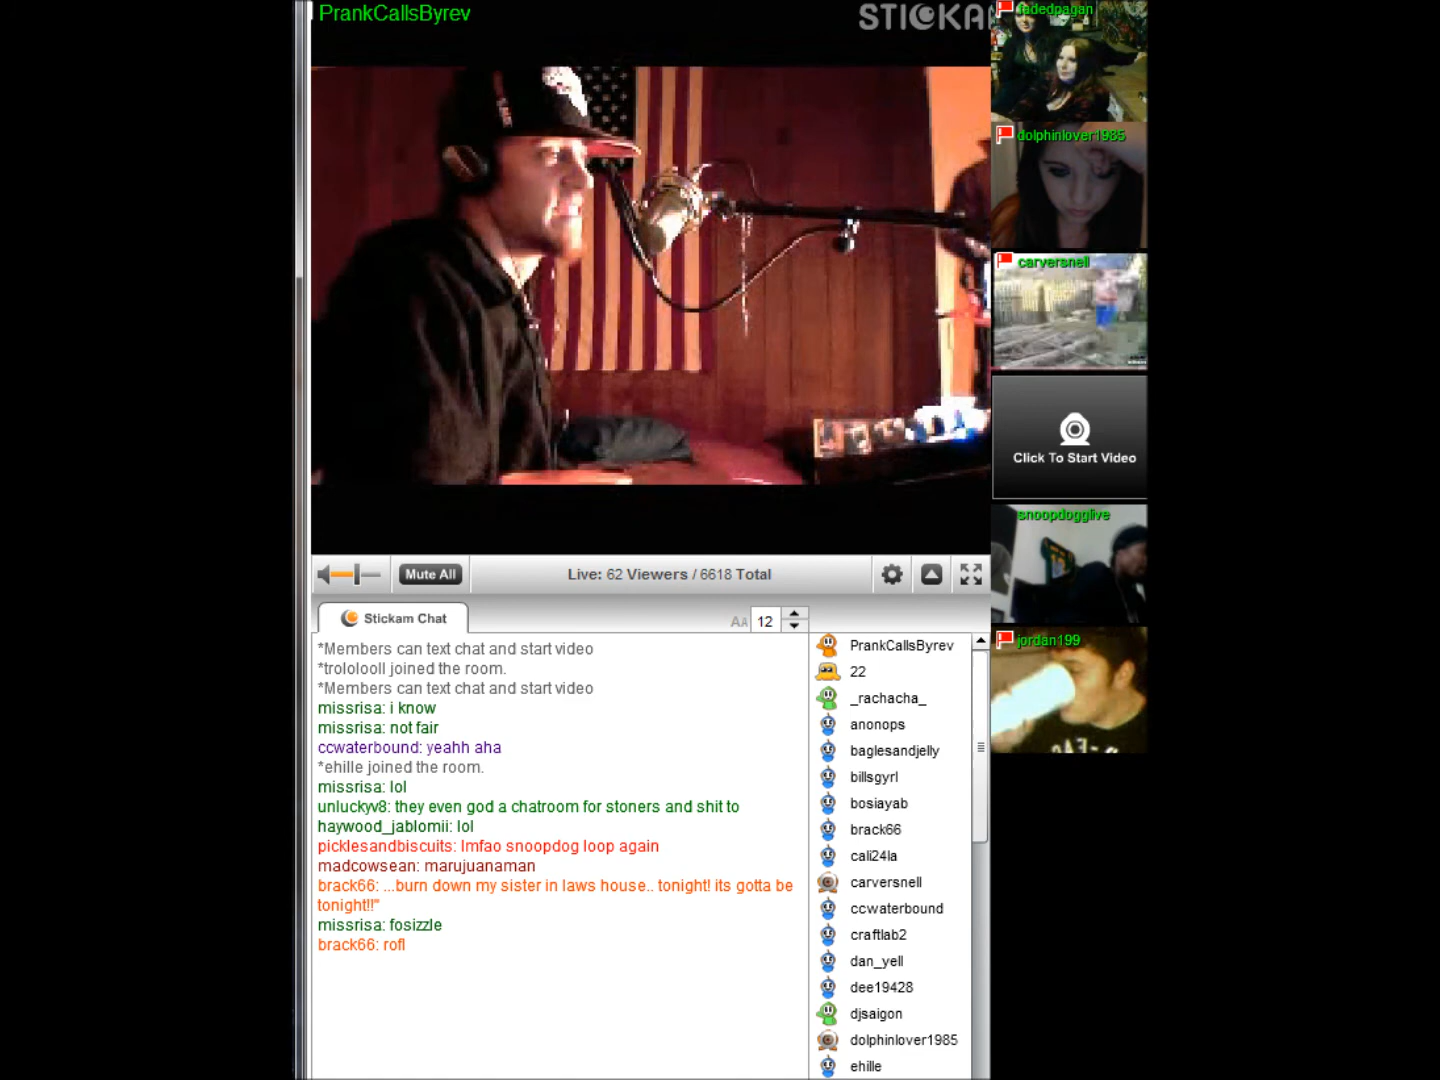 PrankCallsByrev
STICKA
fadedpagan
dolphinlover1985
carversnell
Click To Start Video
snoopdogglive
jordan199
Mute All
Live: 62 Viewers / 6618 Total
Stickam Chat
AA 12
*Members can text chat and start video
*trololooll joined the room.
*Members can text chat and start video
missrisa: i know
missrisa: not fair
ccwaterbound: yeahh aha
*ehille joined the room.
missrisa: lol
unluckyv8: they even god a chatroom for stoners and shit to
haywood_jablomii: lol
picklesandbiscuits: lmfao snoopdog loop again
madcowsean: marujuanaman
brack66: ...burn down my sister in laws house.. tonight! its gotta be
tonight!!"
missrisa: fosizzle
brack66: rofl
PrankCallsByrev
22
_rachacha_
anonops
baglesandjelly
billsgyrl
bosiayab
brack66
cali24la
carversnell
ccwaterbound
craftlab2
dan_yell
dee19428
djsaigon
dolphinlover1985
ehille